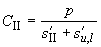 C_II = p / (s′_II + s′_u,l)